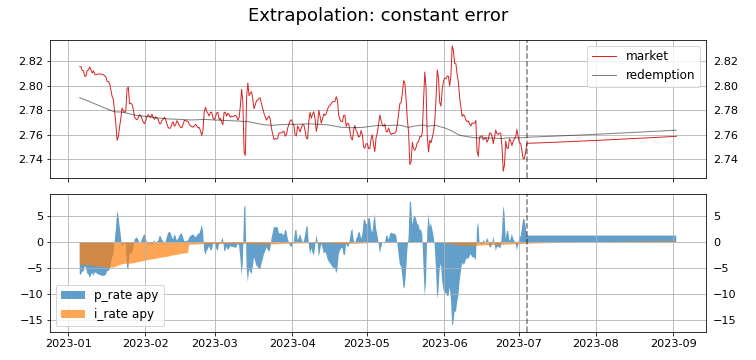 Extrapolation: constant error
2.82 2.82
2.80 2.80
2.78 2.78
2.76 2.76
2.74 2.74
market
redemption
5 5
0 0
−5 −5
−10 −10
−15 −15
p_rate apy
i_rate apy
2023-01 2023-02 2023-03 2023-04 2023-05 2023-06 2023-07 2023-08 2023-09